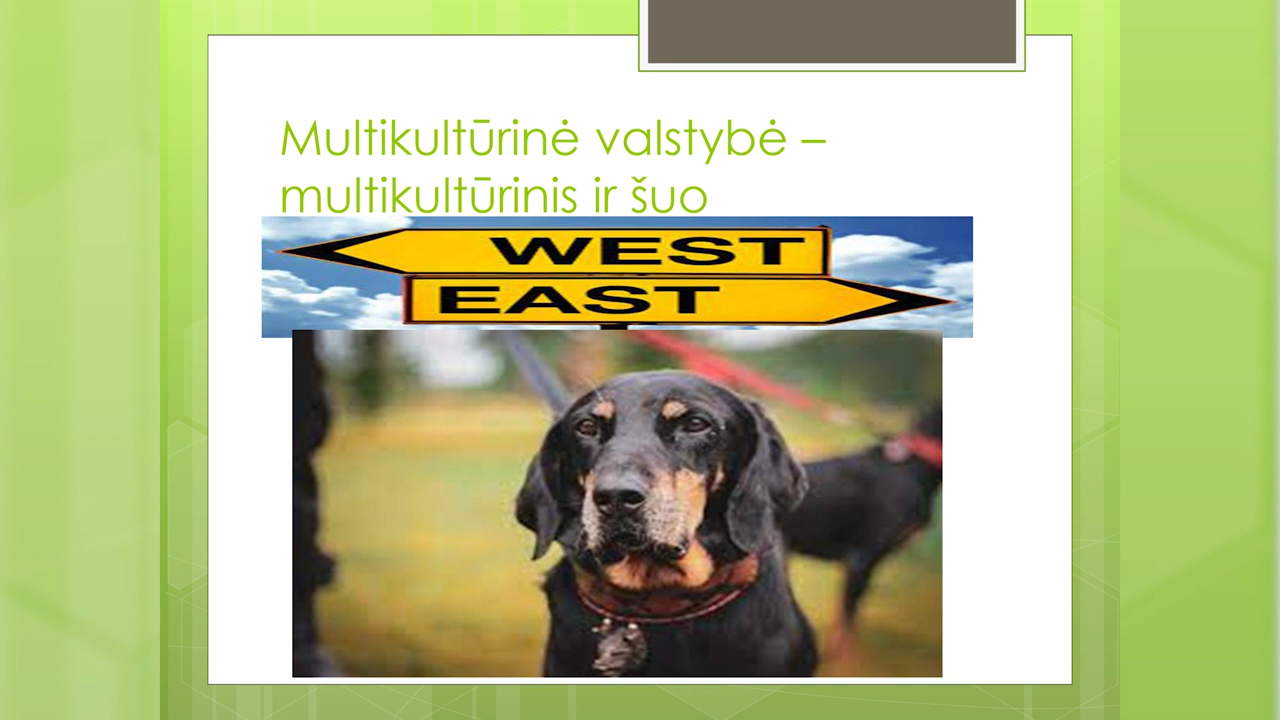 Multikultūrinė valstybė –
multikultūrinis ir šuo
WEST
EAST